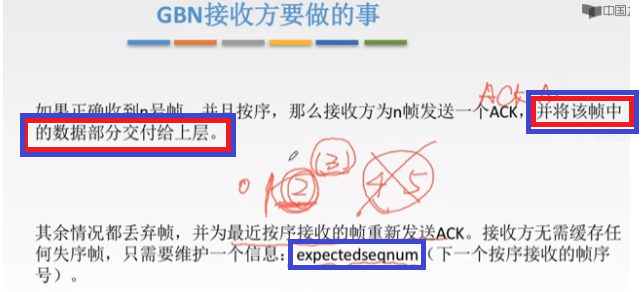 GBN接收方要做的事
中国
ACK
如果正确收到n号帧，并且按序，那么接收方为n帧发送一个ACK，并将该帧中
的数据部分交付给上层。
0 1 2 3 4 5
其余情况都丢弃帧，并为最近按序接收的帧重新发送ACK。接收方无需缓存任
何失序帧，只需要维护一个信息：expectedseqnum（下一个按序接收的帧序
号）。